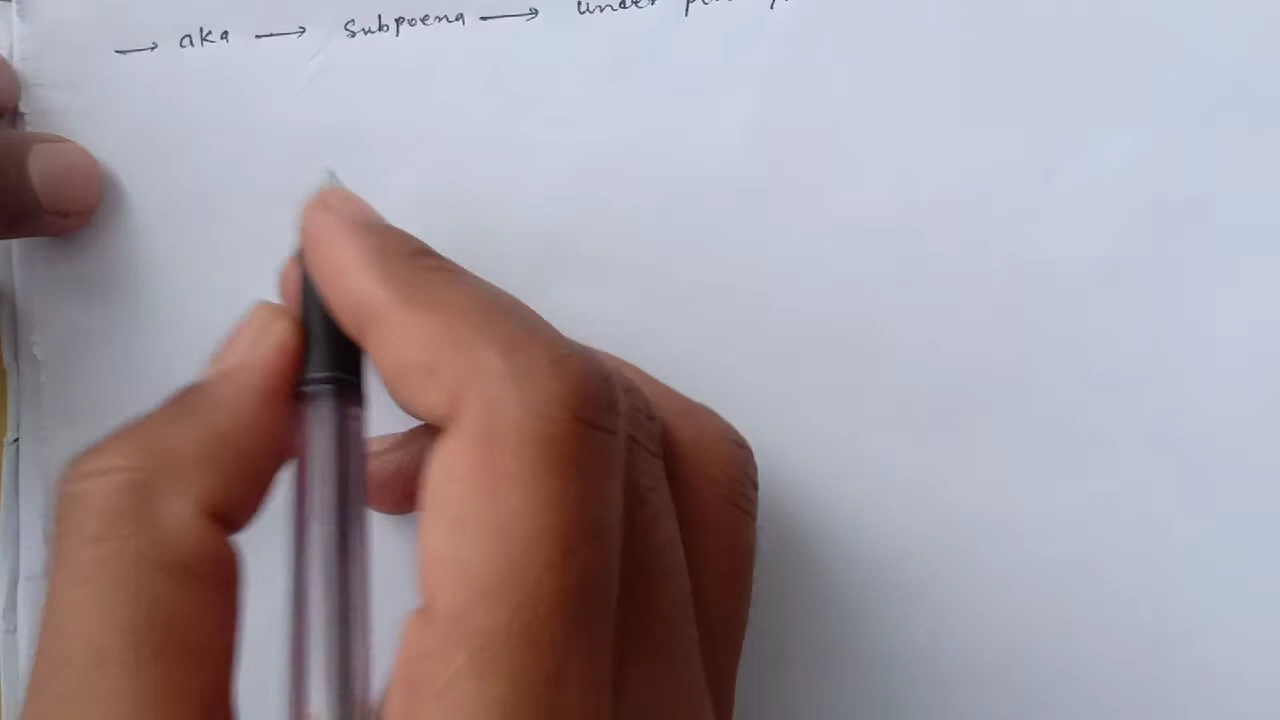 → aka → Subpoena → under